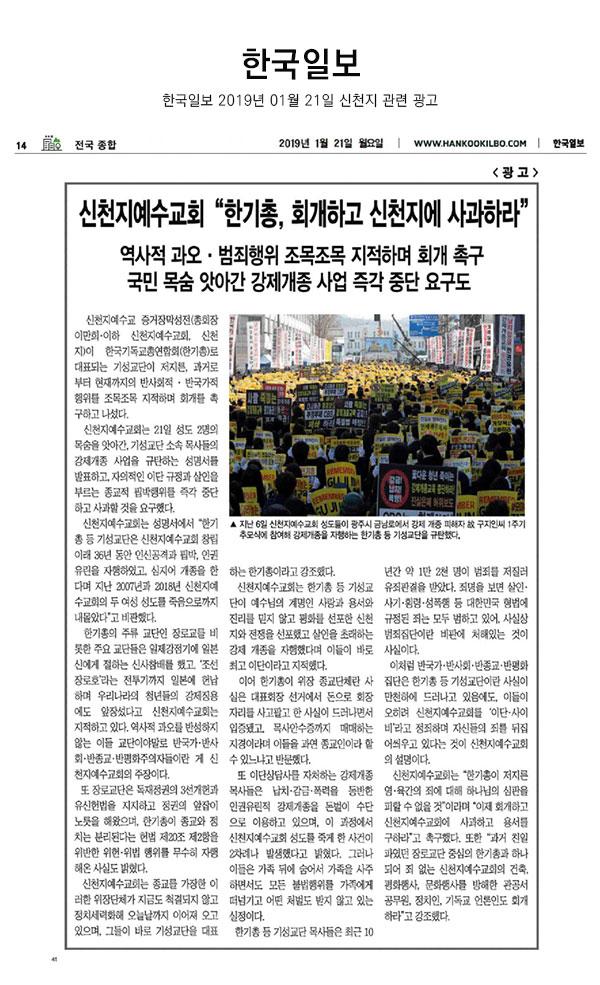 한국일보
한국일보 2019년 01월 21일 신천지 관련 광고
14 전국 종합 2019년 1월 21일 월요일 | WWW.HANKOOKILBO.COM | 한국일보
<광고>
신천지예수교회 “한기총, 회개하고 신천지에 사과하라”
역사적 과오·범죄행위 조목조목 지적하며 회개 촉구
국민 목숨 앗아간 강제개종 사업 즉각 중단 요구도
신천지예수교 증거장막성전(총회장
이만희·이하 신천지예수교회, 신천
지)이 한국기독교총연합회(한기총)로
대표되는 기성교단이 저지른, 과거로
부터 현재까지의 반사회적·반국가적
행위를 조목조목 지적하며 회개를 촉
구하고 나섰다.
신천지예수교회는 21일 성도 2명의
목숨을 앗아간, 기성교단 소속 목사들의
강제개종 사업을 규탄하는 성명서를
발표하고, 자의적인 이단 규정과 살인을
부르는 종교적 핍박행위를 즉각 중단
하고 사과할 것을 요구했다.
신천지예수교회는 성명서에서 “한기
총 등 기성교단은 신천지예수교회 창립
이래 36년 동안 인신공격과 핍박, 인권
유린을 자행하였고, 심지어 개종을 한
다며 지난 2007년과 2018년 신천지예
수교회의 두 여성 성도를 죽음으로까지
내몰았다”고 비판했다.
한기총의 주류 교단인 장로교를 비
롯한 주요 교단들은 일제강점기에 일본
신에게 절하는 신사참배를 했고, ‘조선
장로호’라는 전투기까지 일본에 헌납
하며 우리나라의 청년들의 강제징용
에도 앞장섰다고 신천지예수교회는
지적하고 있다. 역사적 과오를 반성하지
않는 이들 교단이야말로 반국가·반사
회·반종교·반평화주의자들이란 게 신
천지예수교회의 주장이다.
또 장로교단은 독재정권의 3선개헌과
유신헌법을 지지하고 정권의 앞잡이
노릇을 해왔으며, 한기총이 종교와 정
치는 분리된다는 헌법 제20조 제2항을
위반한 위헌·위법 행위를 무수히 자행
해온 사실도 밝혔다.
신천지예수교회는 종교를 가장한 이
러한 위장단체가 지금도 척결되지 않고
정치세력화해 오늘날까지 이어져 오고
있으며, 그들이 바로 기성교단을 대표
REMEMBER
REMEMBER
▲ 지난 6일 신천지예수교회 성도들이 광주시 금남로에서 강제 개종 피해자 故 구지인씨 1주기
추모식에 참여해 강제개종을 자행하는 한기총 등 기성교단을 규탄했다.
하는 한기총이라고 강조했다.
신천지예수교회는 한기총 등 기성교
단이 예수님의 계명인 사랑과 용서와
진리를 믿지 않고 평화를 선포한 신천
지와 전쟁을 선포했고 살인을 초래하는
강제 개종을 자행했다며 이들이 바로
최고 이단이라고 지적했다.
이어 한기총이 위장 종교단체란 사
실은 대표회장 선거에서 돈으로 회장
자리를 사고팔고 한 사실이 드러나면서
입증됐고, 목사안수증까지 매매하는
지경이라며 이들을 과연 종교인이라 할
수 있느냐고 반문했다.
또 이단상담사를 자처하는 강제개종
목사들은 납치·감금·폭력을 동반한
인권유린적 강제개종을 돈벌이 수단
으로 이용하고 있으며, 이 과정에서
신천지예수교회 성도를 죽게 한 사건이
2차례나 발생했다고 밝혔다. 그러나
이들은 가족 뒤에 숨어서 가족을 사주
하면서도 모든 불법행위를 가족에게
떠넘기고 어떤 처벌도 받지 않고 있는
실정이다.
한기총 등 기성교단 목사들은 최근 10
년간 약 1만 2천 명이 범죄를 저질러
유죄판결을 받았다. 죄명을 보면 살인·
사기·횡령·성폭행 등 대한민국 형법에
규정된 죄는 모두 범하고 있어, 사실상
범죄집단이란 비판에 처해있는 것이
사실이다.
이처럼 반국가·반사회·반종교·반평화
집단은 한기총 등 기성교단이란 사실이
만천하에 드러나고 있음에도, 이들이
오히려 신천지예수교회를 ‘이단·사이
비’라고 정죄하며 자신들의 죄를 뒤집
어씌우고 있다는 것이 신천지예수교회
의 설명이다.
신천지예수교회는 “한기총이 저지른
영·육간의 죄에 대해 하나님의 심판을
피할 수 없을 것”이라며 “이제 회개하고
신천지예수교회에 사과하고 용서를
구하라”고 촉구했다. 또한 “과거 친일
파였던 장로교단 중심의 한기총과 하나
되어 죄 없는 신천지예수교회의 건축,
평화행사, 문화행사를 방해한 관공서
공무원, 정치인, 기독교 언론인도 회개
하라”고 강조했다.